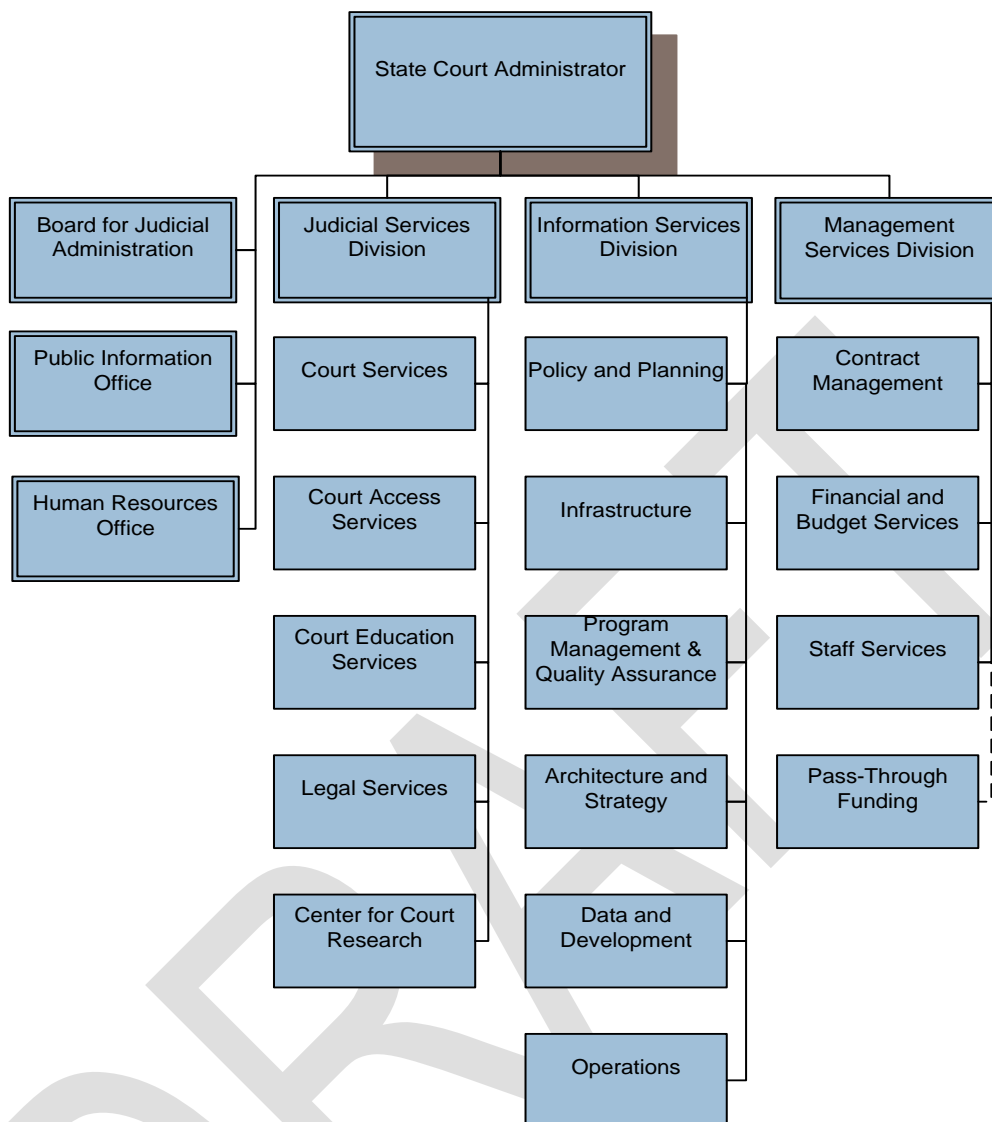 State Court Administrator
Board for Judicial
Administration
Judicial Services
Division
Information Services
Division
Management
Services Division
Public Information
Office
Court Services
Policy and Planning
Contract
Management
Human Resources
Office
Court Access
Services
Infrastructure
Financial and
Budget Services
Court Education
Services
Program
Management &
Quality Assurance
Staff Services
Legal Services
Architecture and
Strategy
Pass-Through
Funding
Center for Court
Research
Data and
Development
Operations
DRAFT